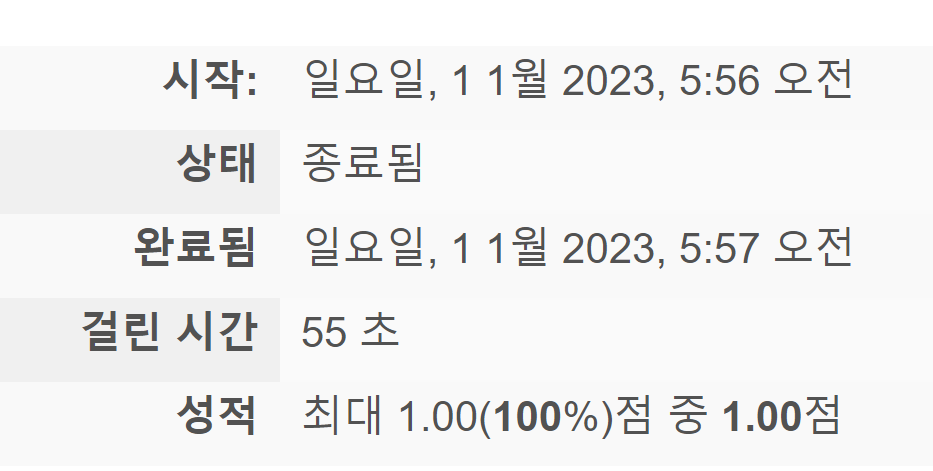 시작: 일요일, 1 1월 2023, 5:56 오전
상태 종료됨
완료됨 일요일, 1 1월 2023, 5:57 오전
걸린 시간 55 초
성적 최대 1.00(100%)점 중 1.00점